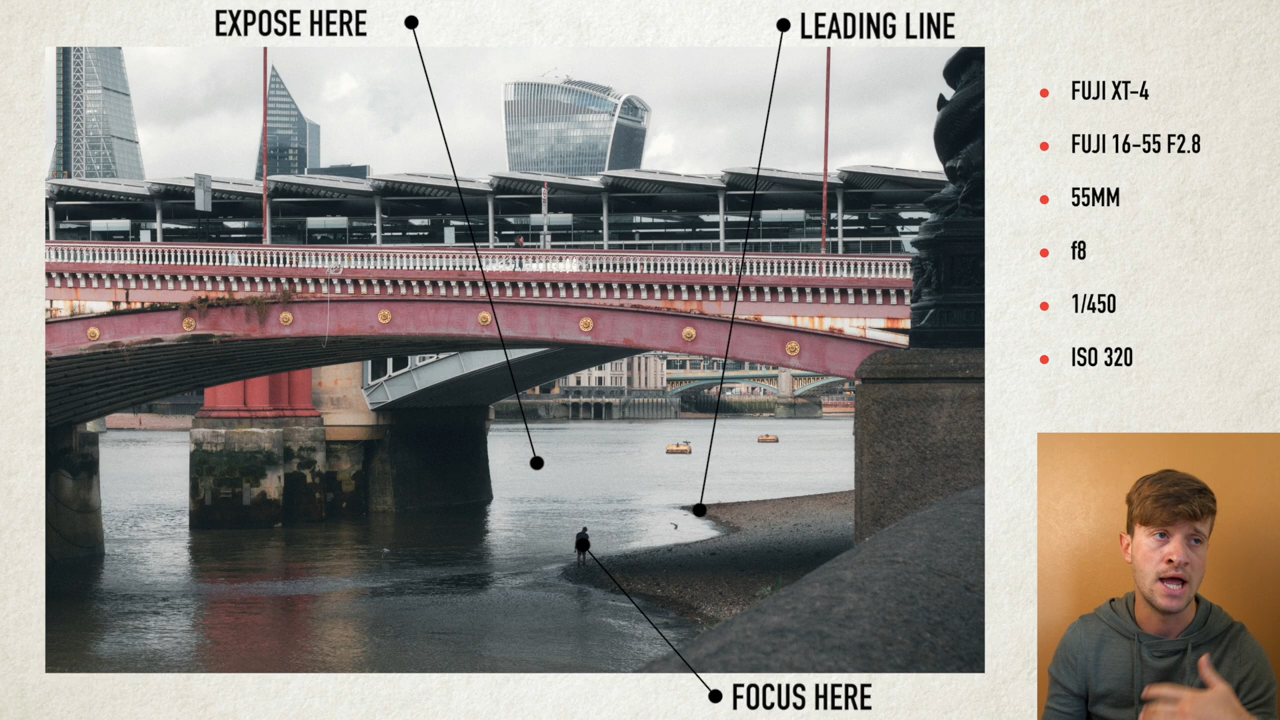 EXPOSE HERE
LEADING LINE
FUJI XT-4
FUJI 16-55 F2.8
55MM
f8
1/450
ISO 320
FOCUS HERE